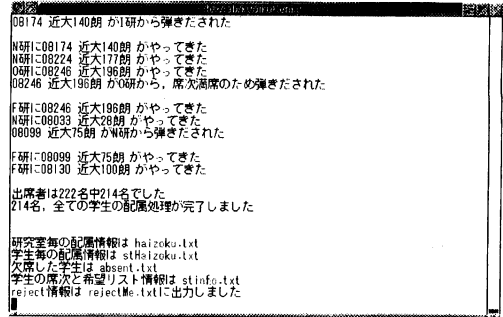 08174 近大140朗 がI研から弾きだされた
N研に08174 近大140朗 がやってきた
N研に08224 近大177朗 がやってきた
O研に08246 近大196朗 がやってきた
08246 近大196朗 がO研から，席次満席のため弾きだされた
F研に08246 近大196朗 がやってきた
N研に08033 近大28朗 がやってきた
08099 近大75朗 がN研から弾きだされた
F研に08099 近大75朗 がやってきた
F研に08130 近大100朗 がやってきた
出席者は222名中214名でした
214名，全ての学生の配属処理が完了しました
研究室毎の配属情報は haizoku.txt
学生毎の配属情報は stHaizoku.txt
欠席した学生は absent.txt
学生の席次と希望リスト情報は stinfo.txt
reject情報は rejectMe.txtに出力しました